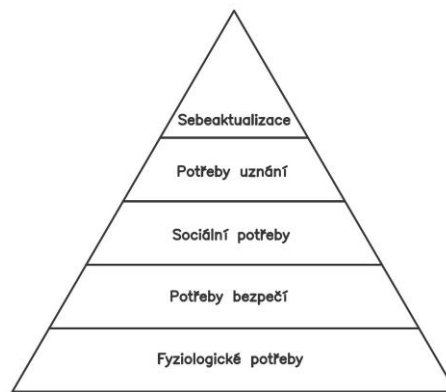 Sebeaktualizace
Potřeby uznání
Sociální potřeby
Potřeby bezpečí
Fyziologické potřeby